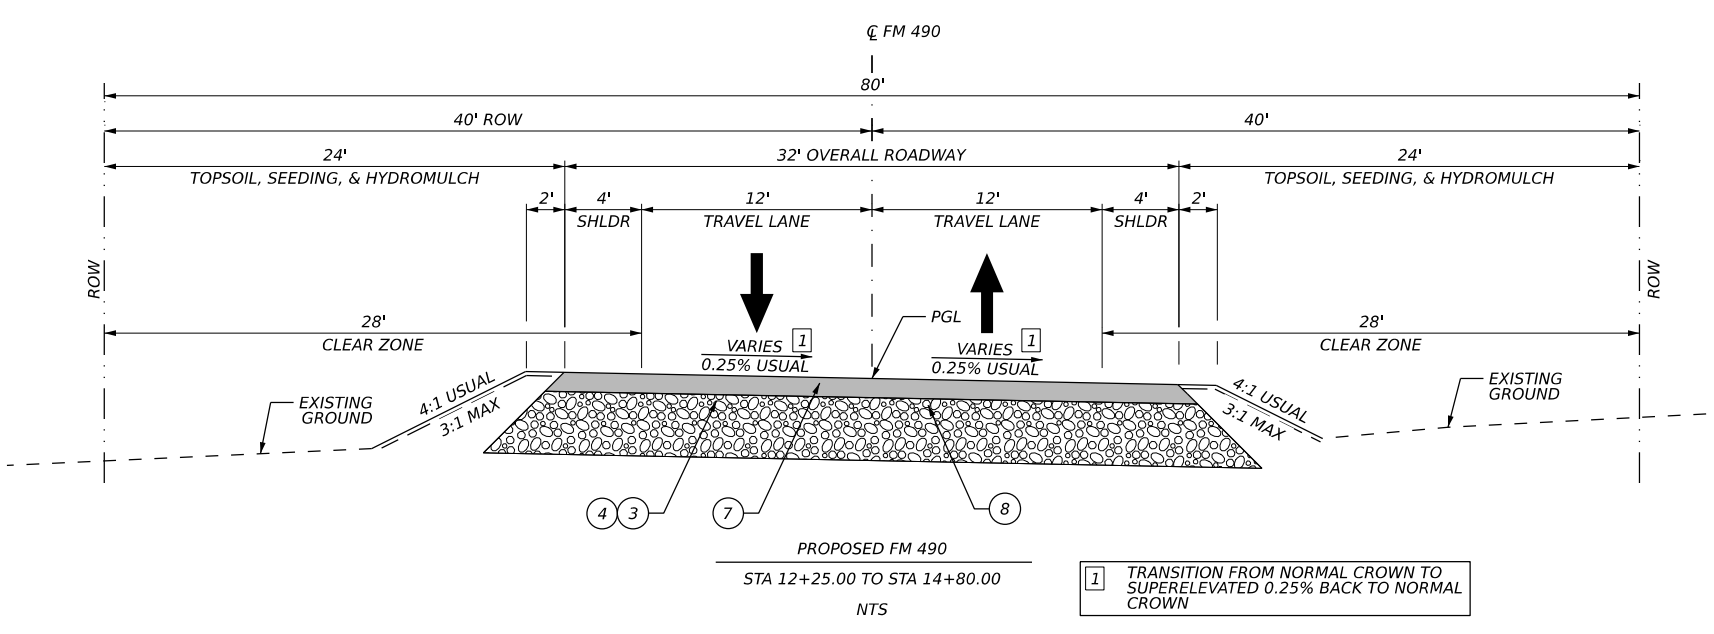 ℄ FM 490
80'
40' ROW
40'
24'
32' OVERALL ROADWAY
24'
TOPSOIL, SEEDING, & HYDROMULCH
TOPSOIL, SEEDING, & HYDROMULCH
2'
4'
12'
12'
4'
2'
SHLDR
TRAVEL LANE
TRAVEL LANE
SHLDR
ROW
ROW
28'
CLEAR ZONE
28'
CLEAR ZONE
PGL
VARIES 1
0.25% USUAL
VARIES 1
0.25% USUAL
4:1 USUAL
3:1 MAX
4:1 USUAL
3:1 MAX
EXISTING
GROUND
EXISTING
GROUND
4 3
7
8
PROPOSED FM 490
STA 12+25.00 TO STA 14+80.00
NTS
1 TRANSITION FROM NORMAL CROWN TO
SUPERELEVATED 0.25% BACK TO NORMAL
CROWN